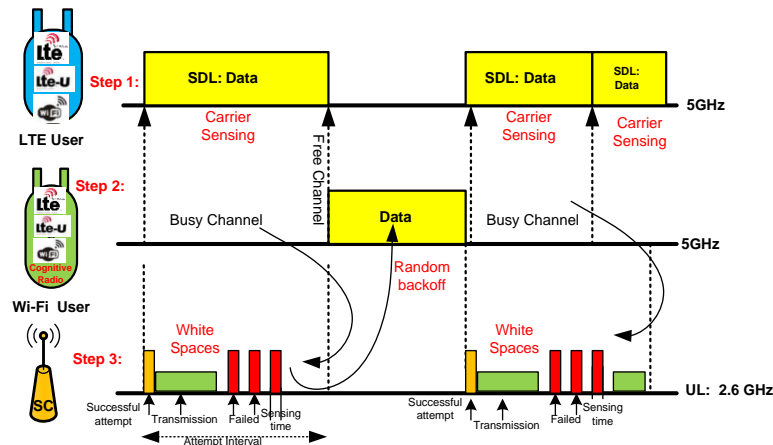 Lte
Lte-U
WiFi
LTE User
Step 1:
SDL: Data
SDL: Data
SDL:
Data
5GHz
Carrier
Sensing
Carrier
Sensing
Carrier
Sensing
Free Channel
Step 2:
Lte
Lte-U
WiFi
Cognitive
Radio
Wi-Fi User
Busy Channel
Data
Busy Channel
5GHz
Random
backoff
Step 3:
SC
White
Spaces
White
Spaces
UL: 2.6 GHz
Successful
attempt
Transmission
Failed
Sensing
time
Successful
attempt
Transmission
Failed
Sensing
time
Attempt Interval